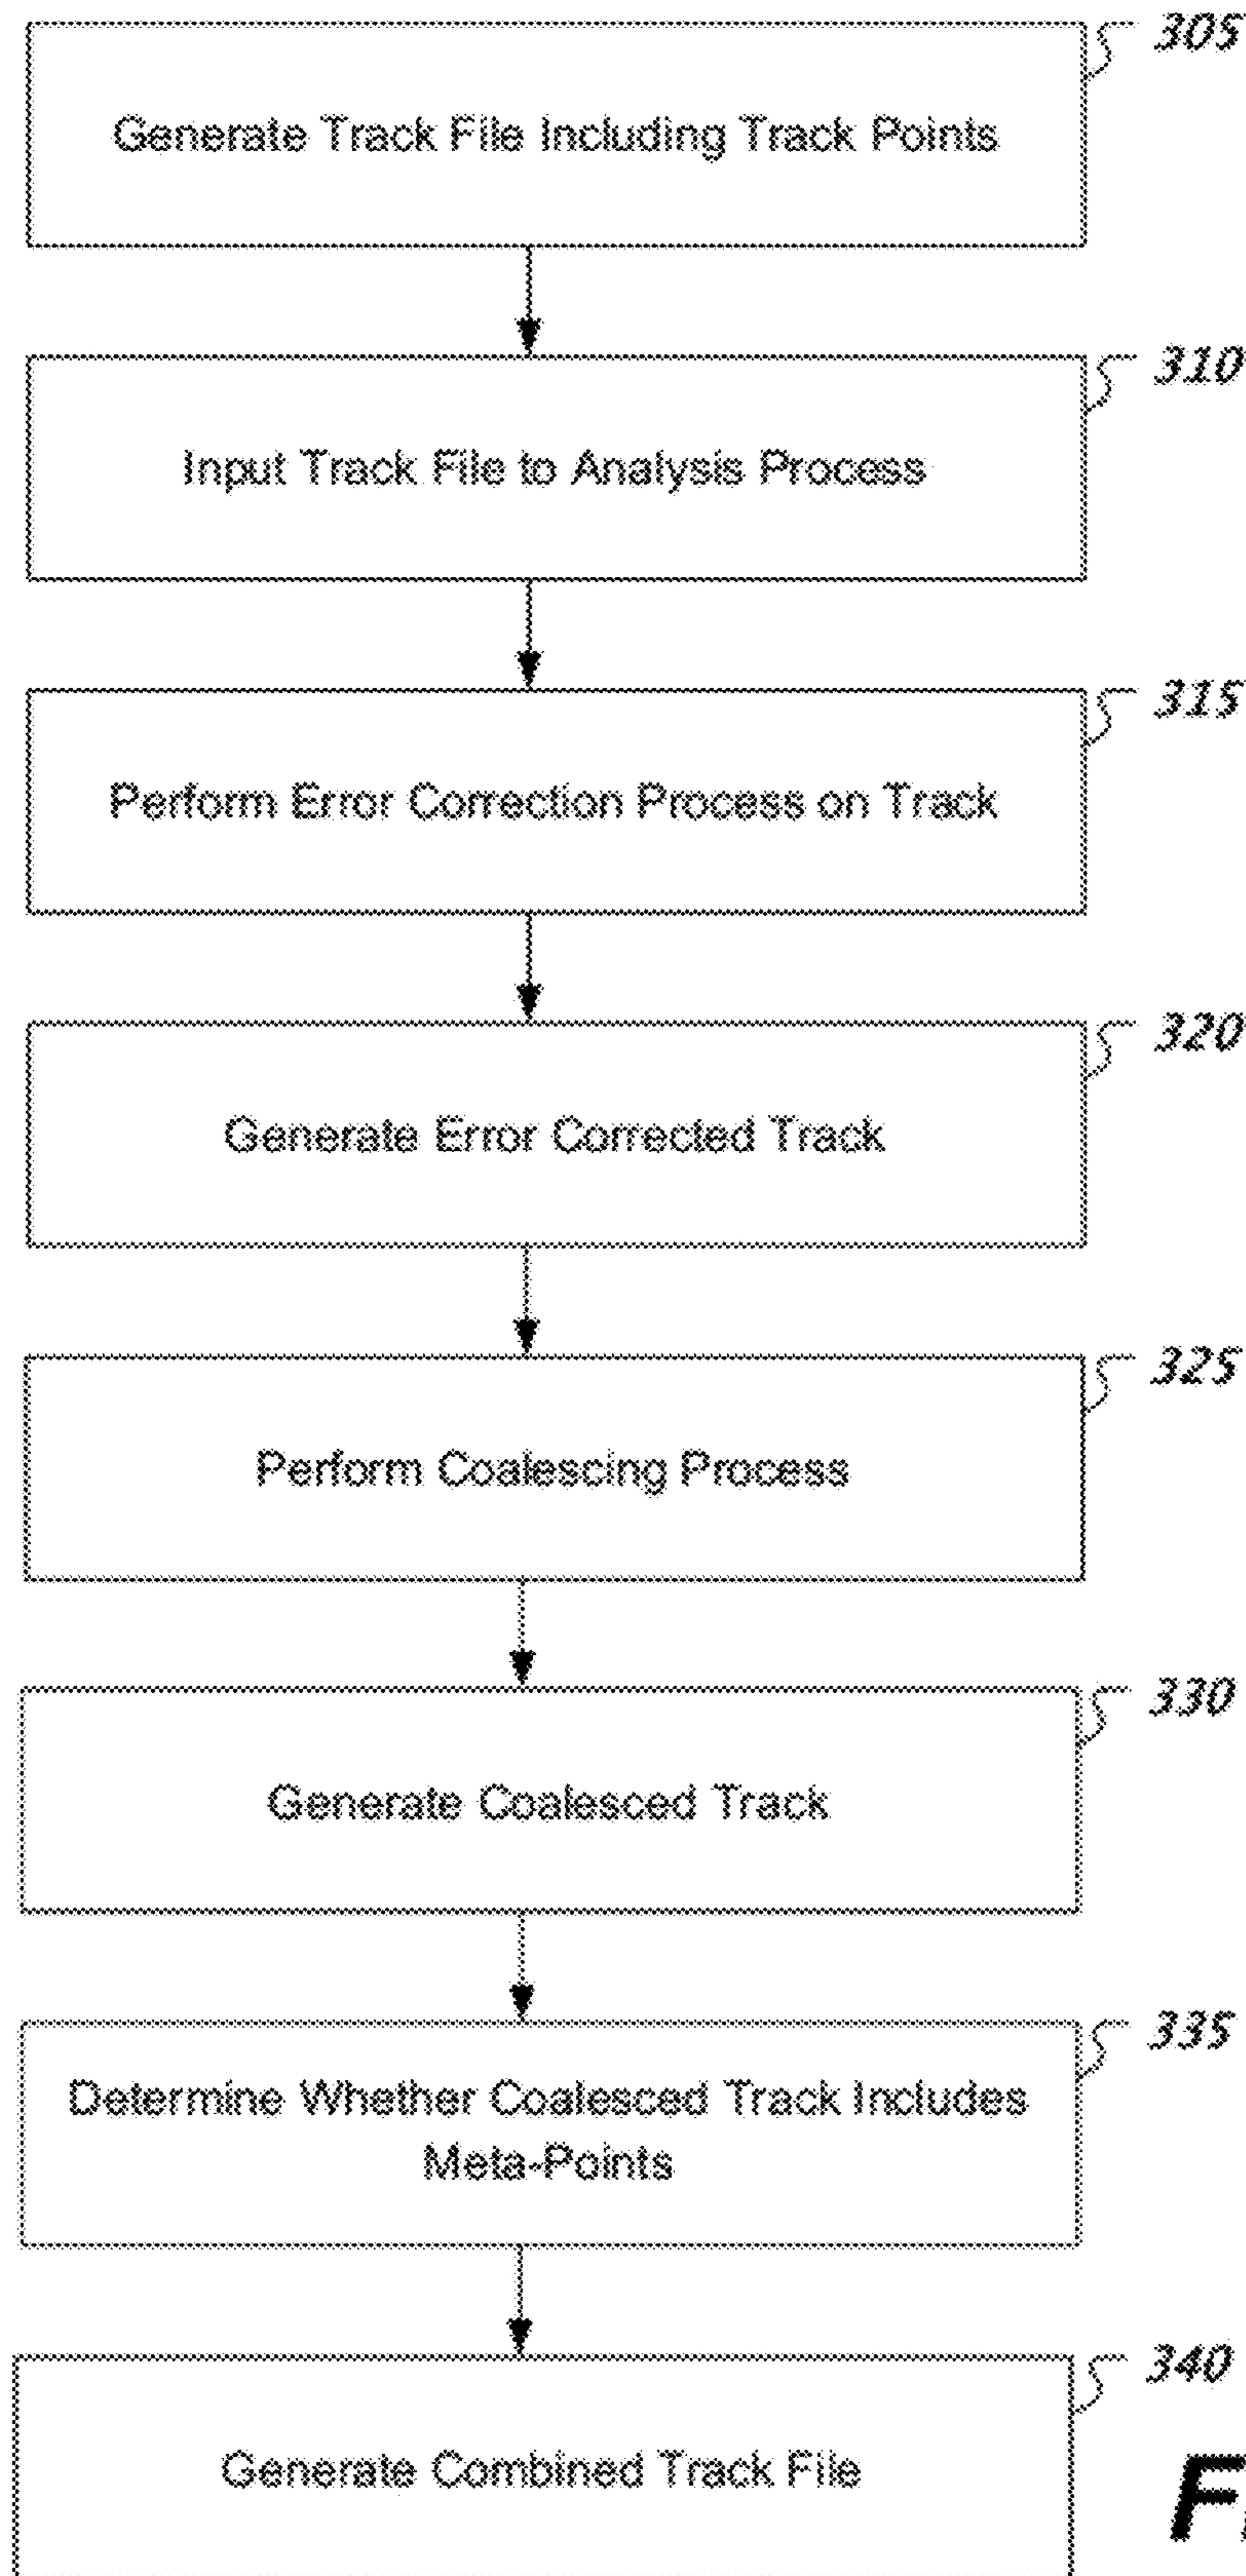 305
Generate Track File Including Track Points
310
Input Track File to Analysis Process
315
Perform Error Correction Process on Track
320
Generate Error Corrected Track
325
Perform Coalescing Process
330
Generate Coalesced Track
335
Determine Whether Coalesced Track Includes
Meta-Points
340
Generate Combined Track File